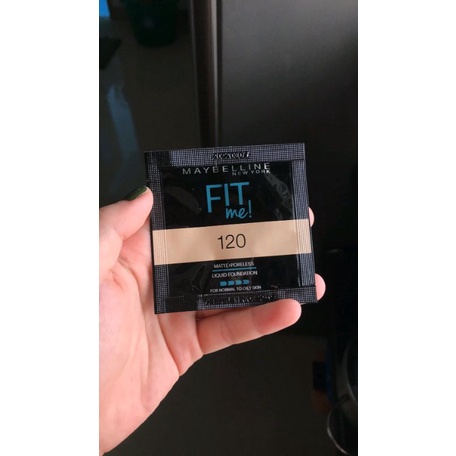 MAYBELLINE
NEW YORK
FIT
me!
120
MATTE+PORELESS
LIQUID FOUNDATION
FOR NORMAL TO OILY SKIN